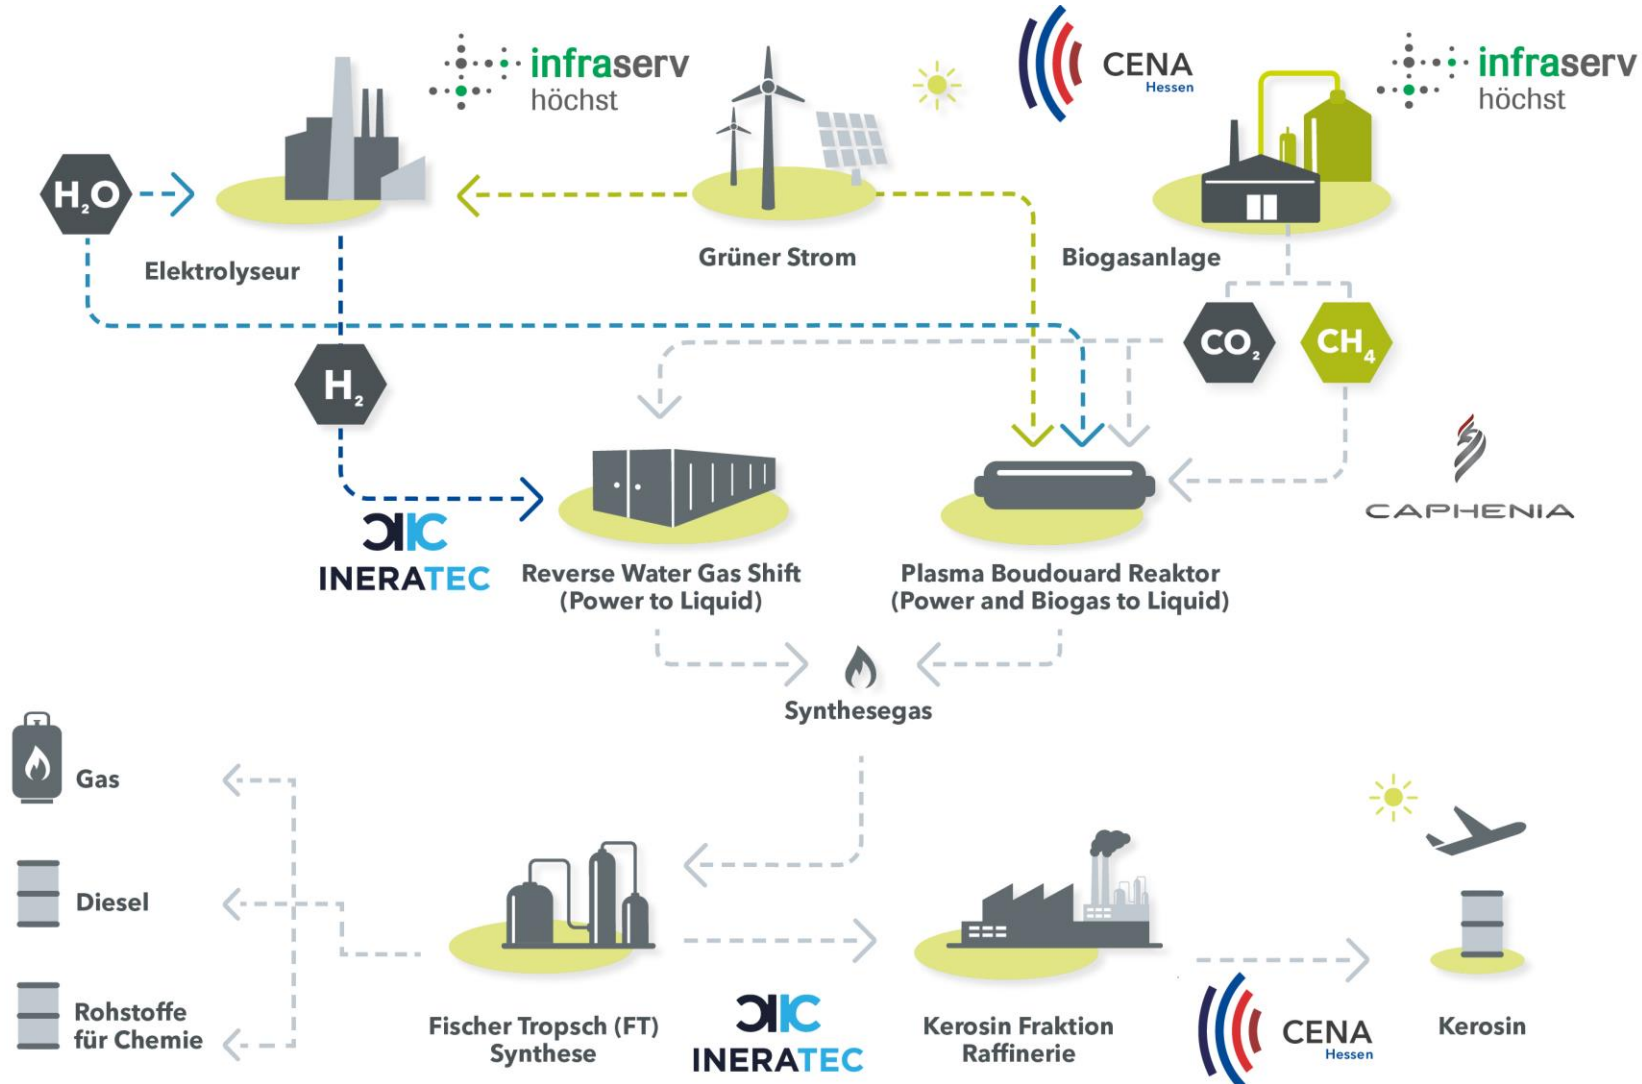 infraserv
höchst
CENA
Hessen
infraserv
höchst
H₂O
Elektrolyseur
Grüner Strom
Biogasanlage
CO₂
CH₄
H₂
CAPHENIA
INERATEC
Reverse Water Gas Shift
(Power to Liquid)
Plasma Boudouard Reaktor
(Power and Biogas to Liquid)
Synthesegas
Gas
Diesel
Rohstoffe
für Chemie
Fischer Tropsch (FT)
Synthese
INERATEC
Kerosin Fraktion
Raffinerie
CENA
Hessen
Kerosin